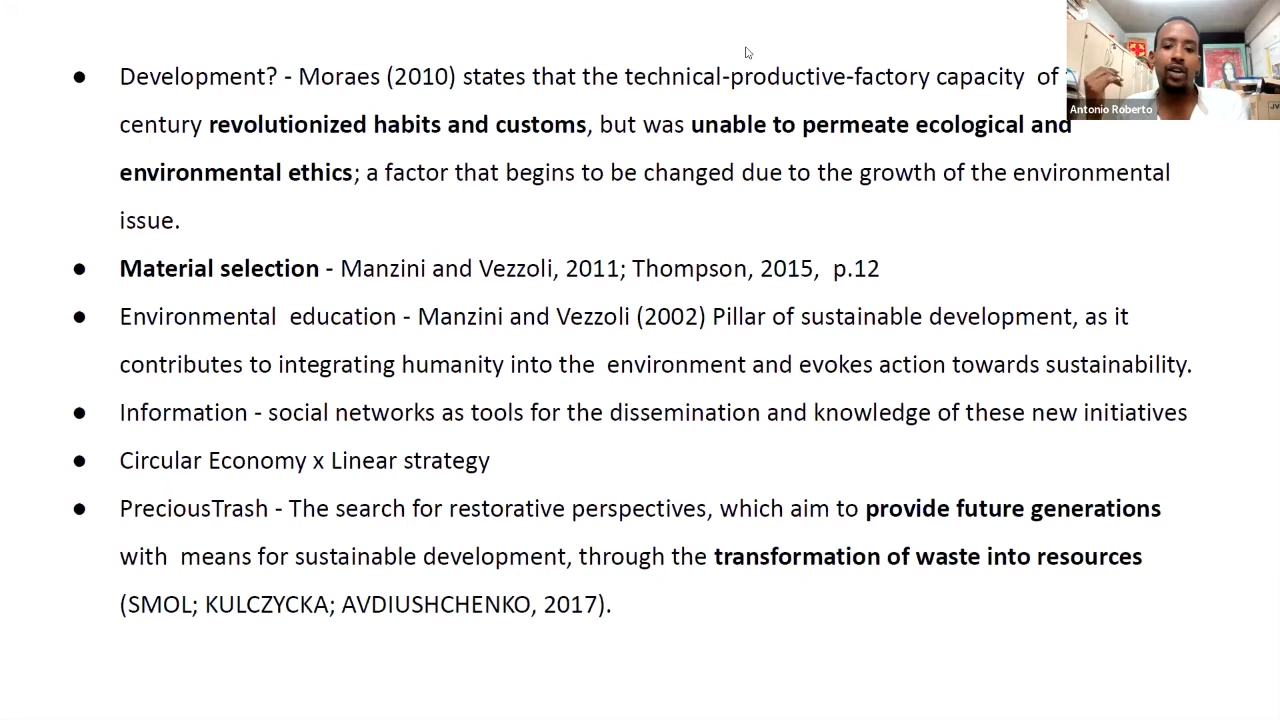 ● Development? - Moraes (2010) states that the technical-productive-factory capacity of
century revolutionized habits and customs, but was unable to permeate ecological and
environmental ethics; a factor that begins to be changed due to the growth of the environmental
issue.
● Material selection - Manzini and Vezzoli, 2011; Thompson, 2015, p.12
● Environmental education - Manzini and Vezzoli (2002) Pillar of sustainable development, as it
contributes to integrating humanity into the environment and evokes action towards sustainability.
● Information - social networks as tools for the dissemination and knowledge of these new initiatives
● Circular Economy x Linear strategy
● PreciousTrash - The search for restorative perspectives, which aim to provide future generations
with means for sustainable development, through the transformation of waste into resources
(SMOL; KULCZYCKA; AVDIUSHCHENKO, 2017).
Antonio Roberto